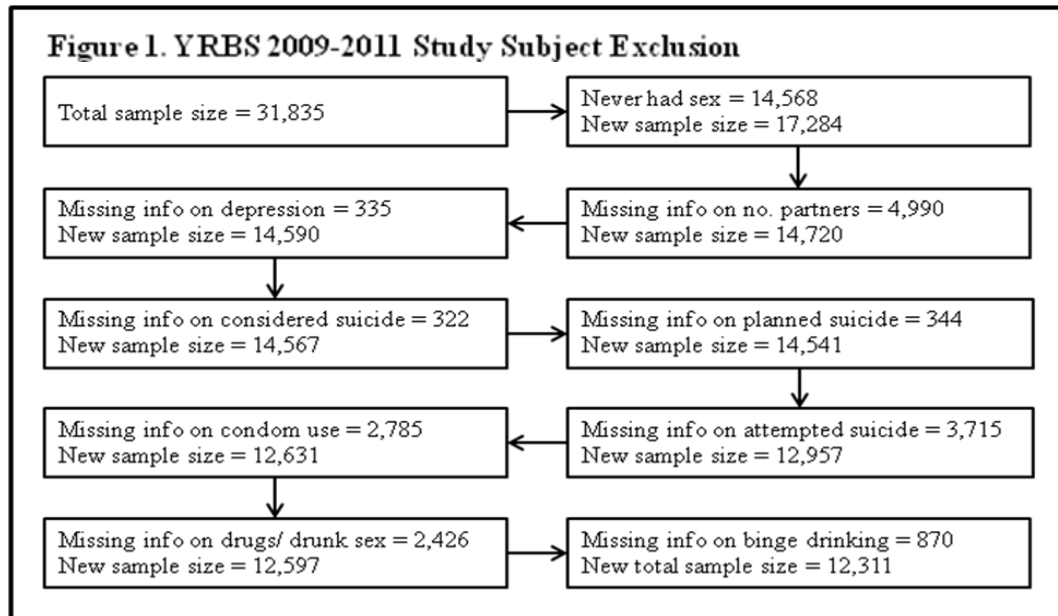 Figure 1. YRBS 2009-2011 Study Subject Exclusion
Total sample size = 31,835
Never had sex = 14,568
New sample size = 17,284
Missing info on no. partners = 4,990
New sample size = 14,720
Missing info on depression = 335
New sample size = 14,590
Missing info on considered suicide = 322
New sample size = 14,567
Missing info on planned suicide = 344
New sample size = 14,541
Missing info on attempted suicide = 3,715
New sample size = 12,957
Missing info on condom use = 2,785
New sample size = 12,631
Missing info on drugs/ drunk sex = 2,426
New sample size = 12,597
Missing info on binge drinking = 870
New total sample size = 12,311